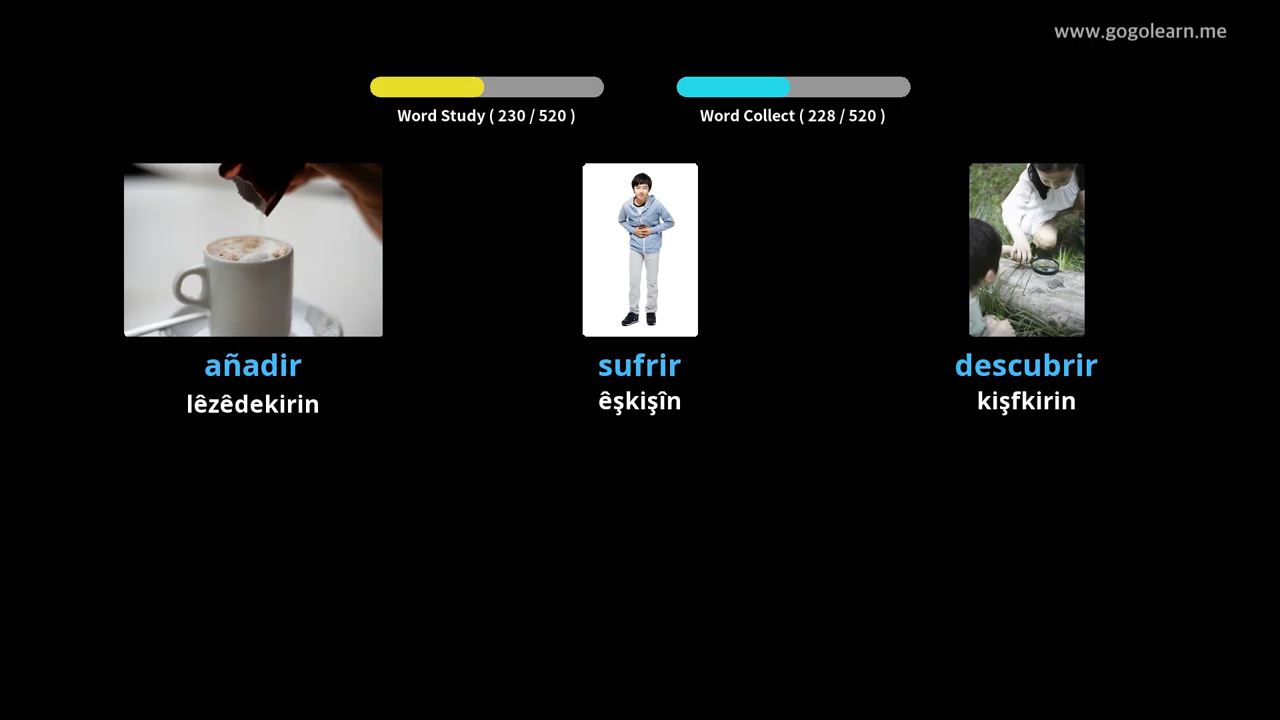 www.gogolearn.me
Word Study ( 230 / 520 )
Word Collect ( 228 / 520 )
añadir
lêzêdekirin
sufrir
êşkişîn
descubrir
kişfkirin